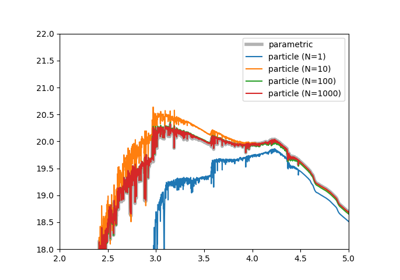 22.0
21.5
21.0
20.5
20.0
19.5
19.0
18.5
18.0
2.0 2.5 3.0 3.5 4.0 4.5 5.0
parametric
particle (N=1)
particle (N=10)
particle (N=100)
particle (N=1000)